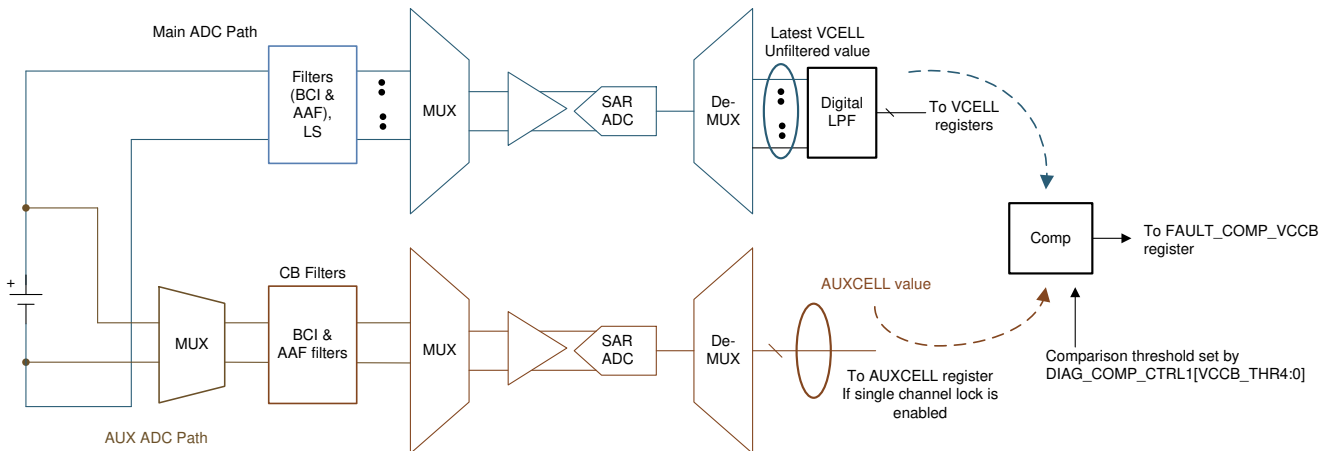 Main ADC Path
Filters
(BCI &
AAF),
LS
MUX
SAR
ADC
De-
MUX
Latest VCELL
Unfiltered value
Digital
LPF
To VCELL
registers
Comp
To FAULT_COMP_VCCB
register
Comparison threshold set by
DIAG_COMP_CTRL1[VCCB_THR4:0]
+
MUX
CB Filters
BCI &
AAF filters
MUX
SAR
ADC
De-
MUX
AUXCELL value
To AUXCELL register
If single channel lock is
enabled
AUX ADC Path